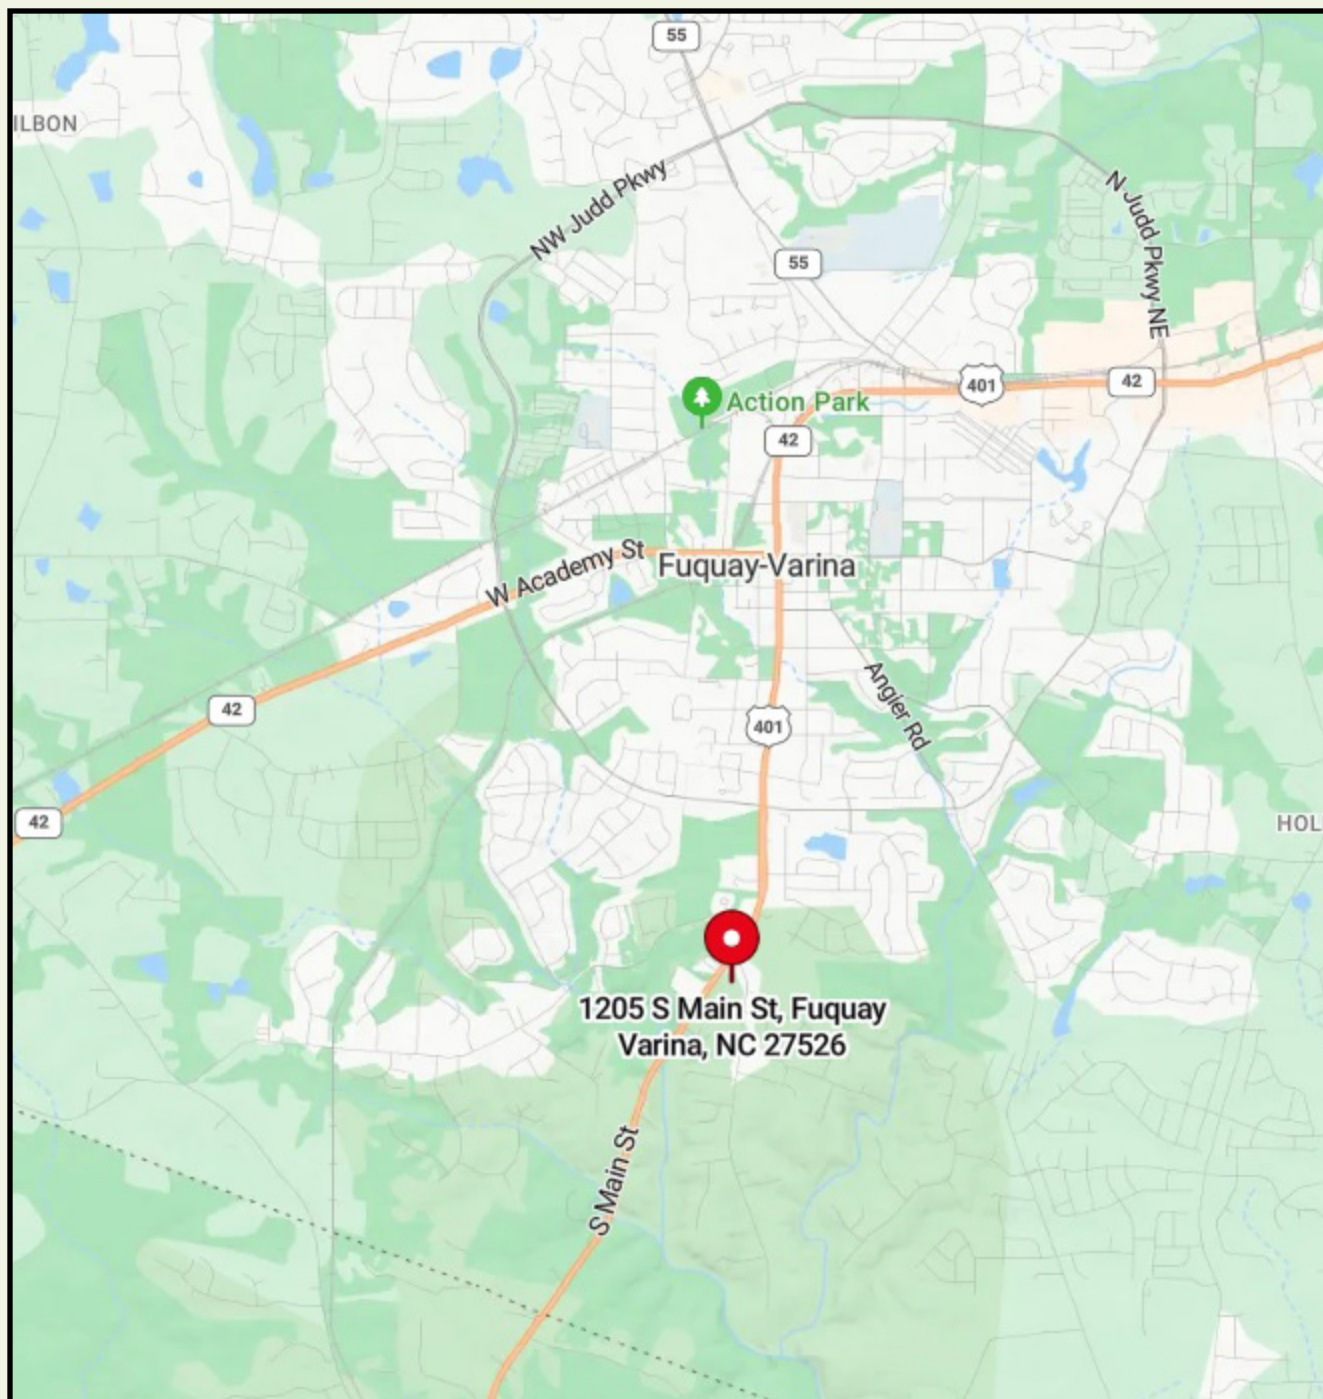 55
ILBON
NW Judd Pkwy
N Judd Pkwy NE
55
401
42
Action Park
42
W Academy St
Fuquay-Varina
Angier Rd
42
401
42
HOL
1205 S Main St, Fuquay
Varina, NC 27526
S Main St